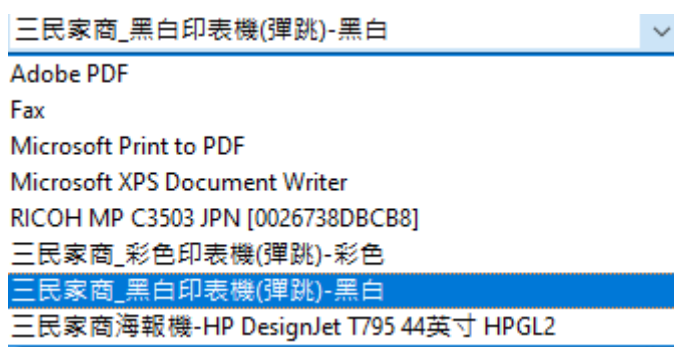 三民家商_黑白印表機(彈跳)-黑白
Adobe PDF
Fax
Microsoft Print to PDF
Microsoft XPS Document Writer
RICOH MP C3503 JPN [0026738DBCB8]
三民家商_彩色印表機(彈跳)-彩色
三民家商_黑白印表機(彈跳)-黑白
三民家商海報機-HP DesignJet T795 44英寸 HPGL2